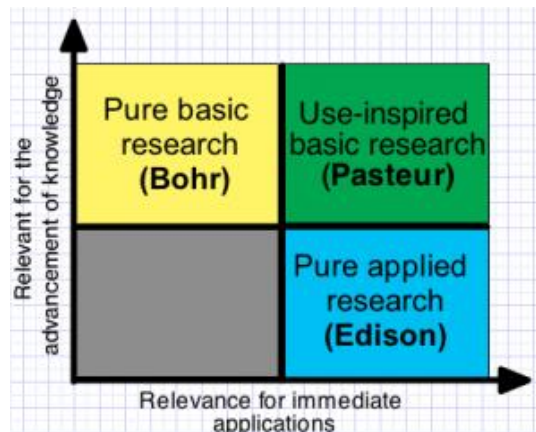 Relevant for the
advancement of knowledge
Pure basic
research
(Bohr)
Use-inspired
basic research
(Pasteur)
Pure applied
research
(Edison)
Relevance for immediate
applications